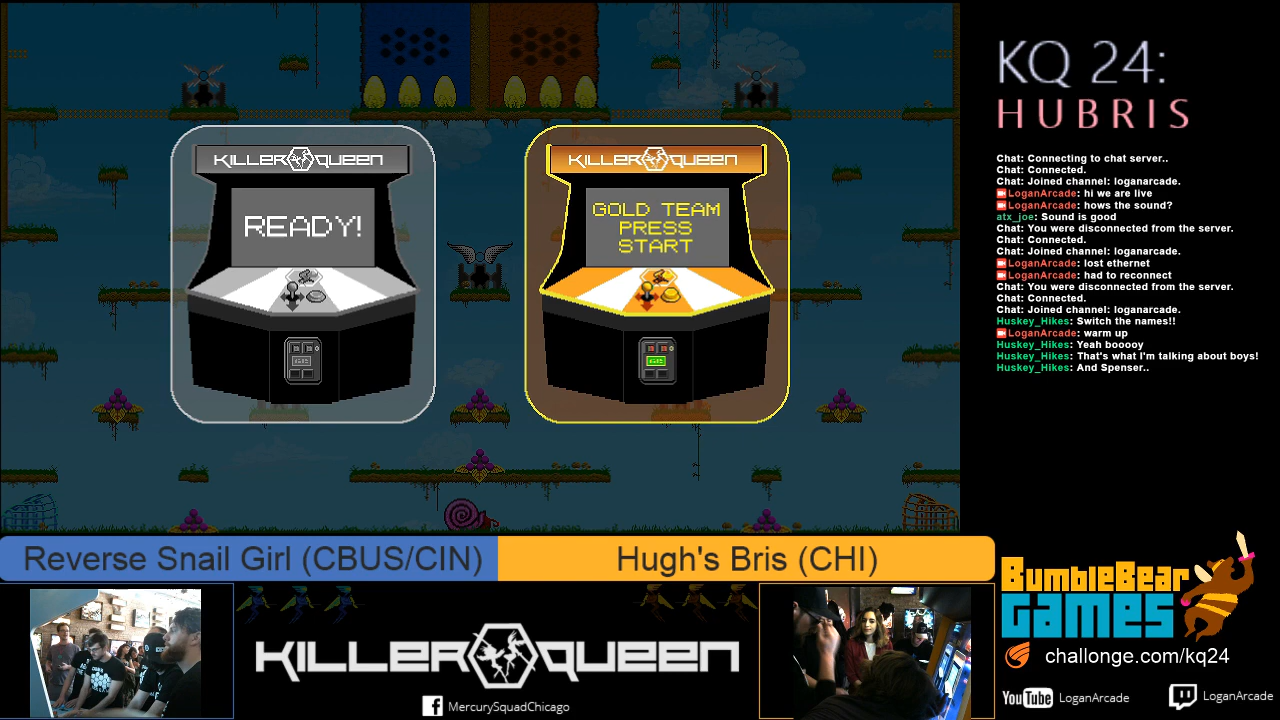 KILLER QUEEN
READY!
KILLER QUEEN
GOLD TEAM
PRESS
START
KQ 24:
HUBRIS
Chat: Connecting to chat server..
Chat: Connected.
Chat: Joined channel: loganarcade.
LoganArcade: hi we are live
LoganArcade: hows the sound?
atx_joe: Sound is good
Chat: You were disconnected from the server.
Chat: Connected.
Chat: Joined channel: loganarcade.
LoganArcade: lost ethernet
LoganArcade: had to reconnect
Chat: You were disconnected from the server.
Chat: Connected.
Chat: Joined channel: loganarcade.
Huskey_Hikes: Switch the names!!
LoganArcade: warm up
Huskey_Hikes: Yeah booooy
Huskey_Hikes: That's what I'm talking about boys!
Huskey_Hikes: And Spenser..
Reverse Snail Girl (CBUS/CIN)
Hugh's Bris (CHI)
KILLER QUEEN
MercurySquadChicago
BumbleBear
Games
challonge.com/kq24
YouTube LoganArcade
LoganArcade